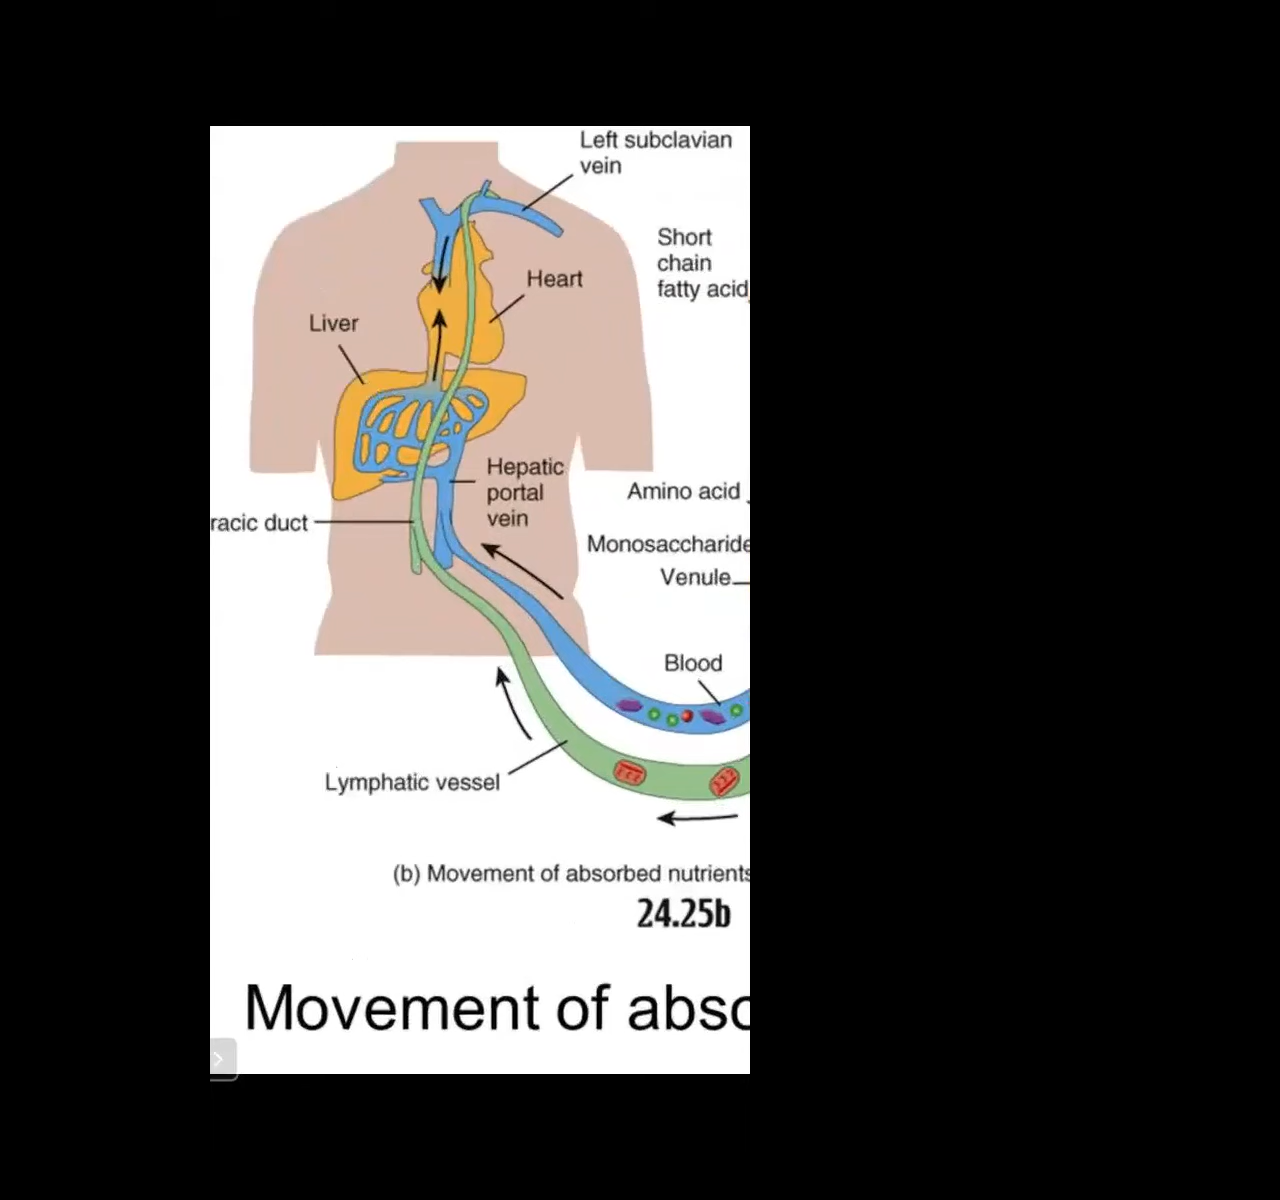 Left subclavian
vein
Short
chain
fatty acid
Heart
Liver
Hepatic
portal
vein
Amino acid
racic duct
Monosaccharide
Venule
Blood
Lymphatic vessel
(b) Movement of absorbed nutrients
24.25b
Movement of abso